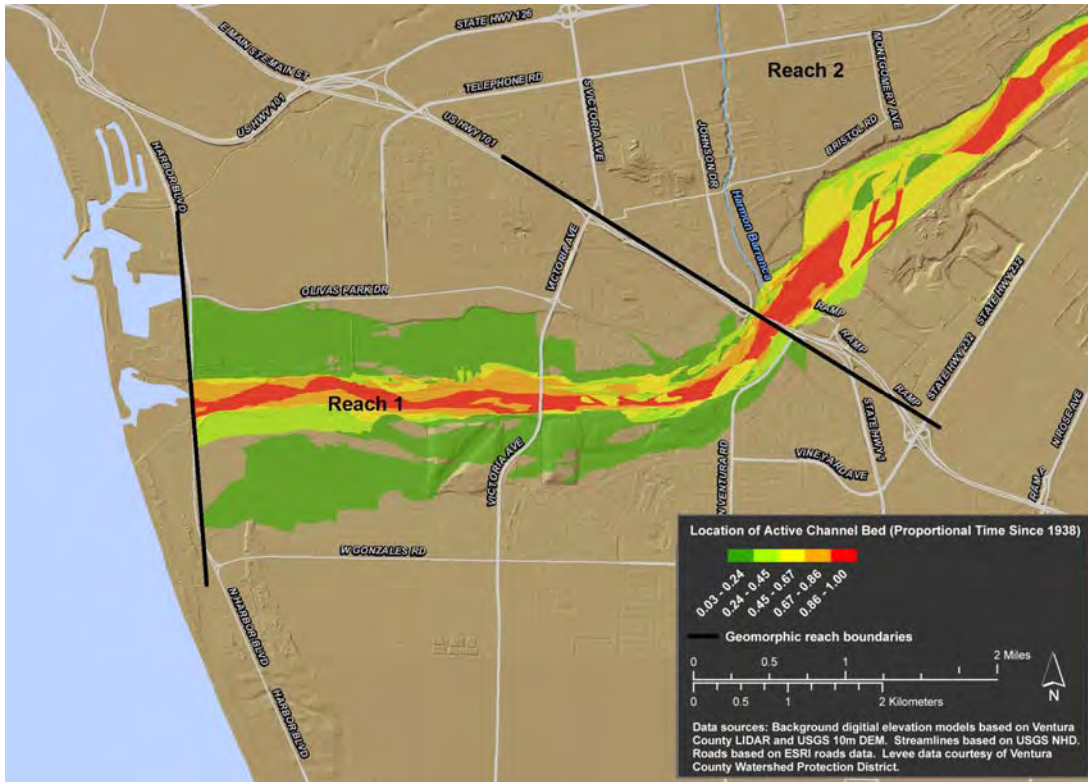 STATE HWY 126
E MAIN STEMAIN ST
MONTGOMERY AVE
Reach 2
TELEPHONE RD
S VICTORIA AVE
US HWY 101
US HWY 101
JOHNSON DR
BRISTOL RD
HARBOR BLVD
Harmon Barranca
VICTORIA AVE
STATE HWY 232
STATE HWY 232
OLIVAS PARK DR
RAMP
RAMP
RAMP
Reach 1
N ROSE AVE
STATE HWY 1
VICTORIA AVE
N VENTURA RD
VINEYARD AVE
RAMP
W GONZALES RD
N HARBOR BLVD
HARBOR BLVD
Location of Active Channel Bed (Proportional Time Since 1938)
0.03 - 0.24
0.24 - 0.45
0.45 - 0.67
0.67 - 0.86
0.86 - 1.00
Geomorphic reach boundaries
0 0.5 1 2 Miles
0 0.5 1 2 Kilometers
N
Data sources: Background digitial elevation models based on Ventura
County LIDAR and USGS 10m DEM. Streamlines based on USGS NHD.
Roads based on ESRI roads data. Levee data courtesy of Ventura
County Watershed Protection District.